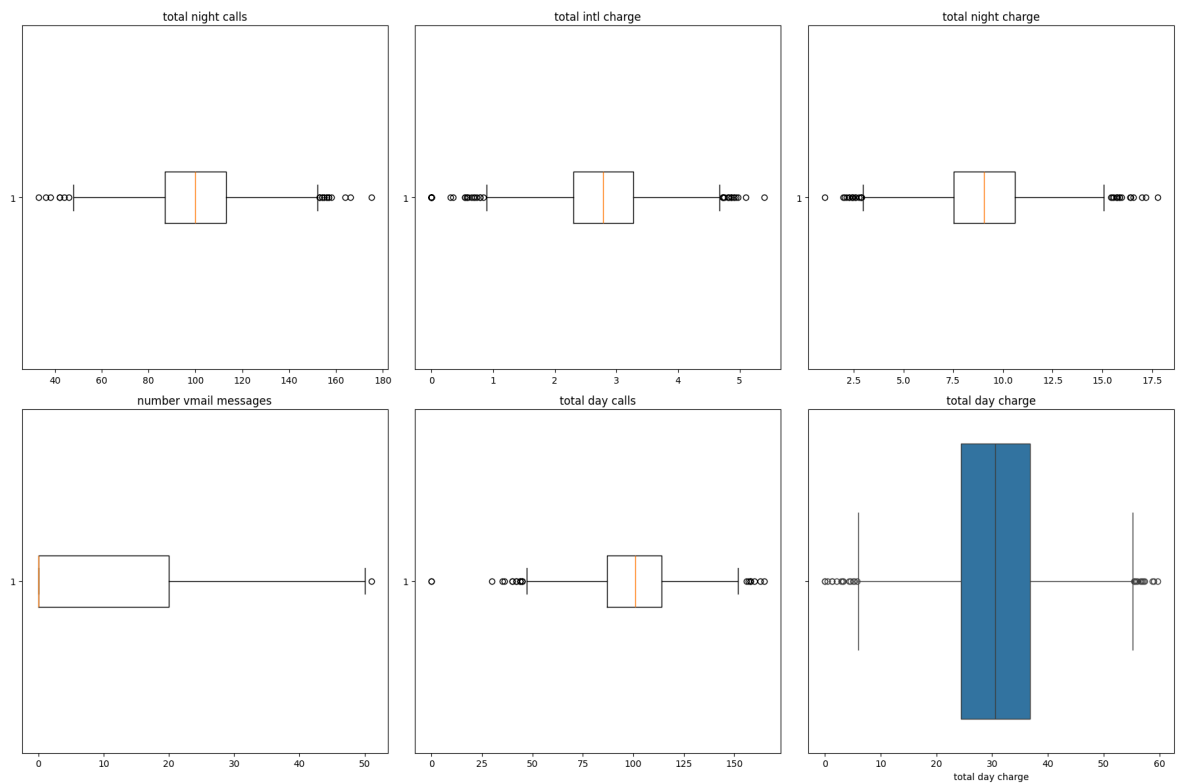 total night calls
1
40 60 80 100 120 140 160 180
total intl charge
1
0 1 2 3 4 5
total night charge
1
2.5 5.0 7.5 10.0 12.5 15.0 17.5
number vmail messages
1
0 10 20 30 40 50
total day calls
1
0 25 50 75 100 125 150
total day charge
0 10 20 30 40 50 60
total day charge